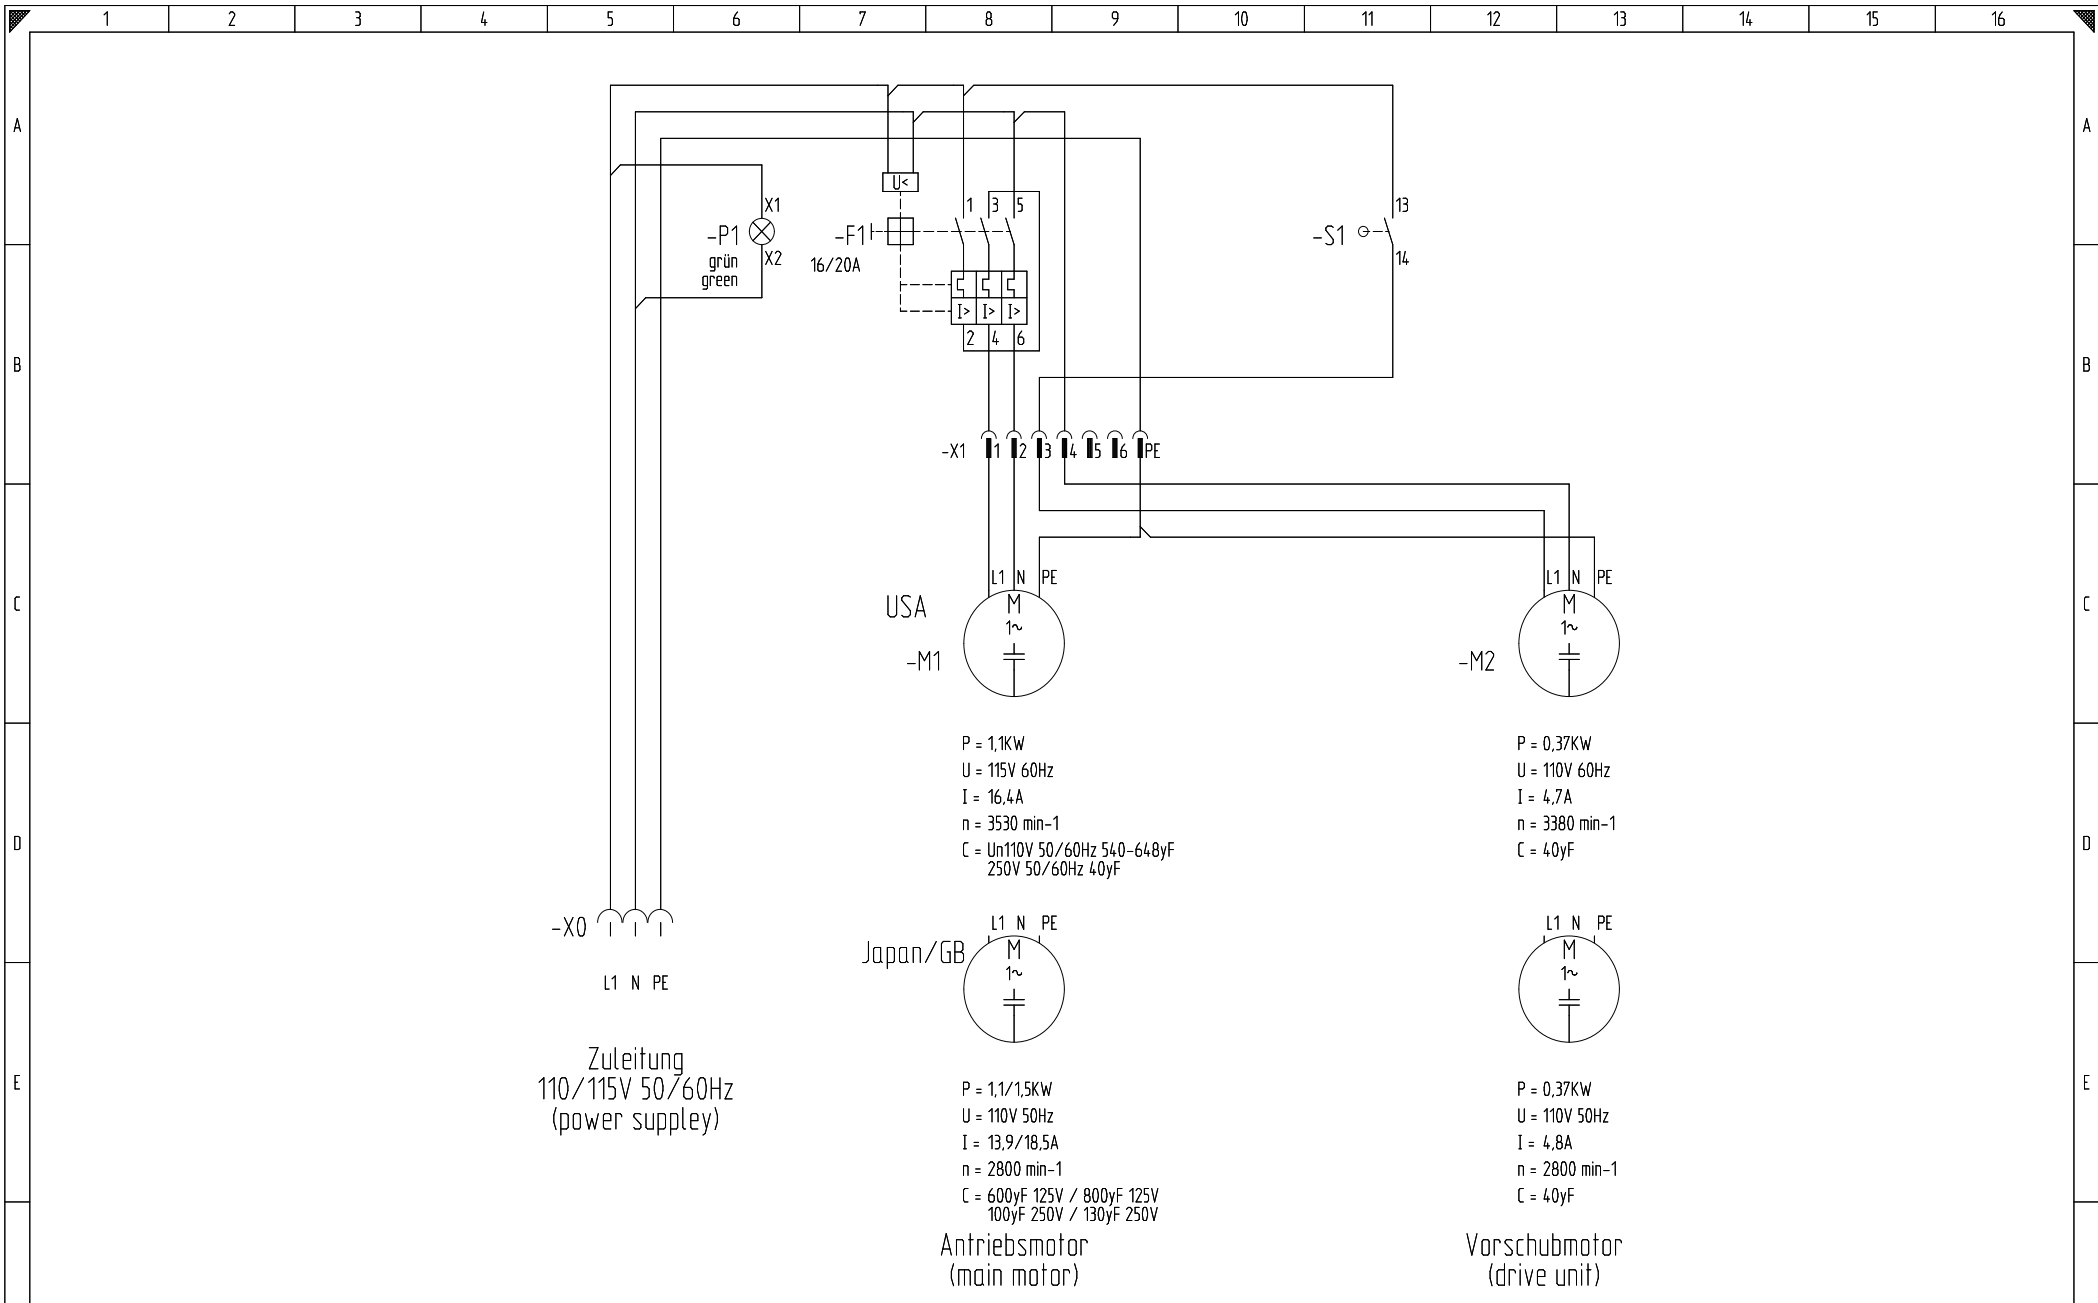 1 2 3 4 5 6 7 8 9 10 11 12 13 14 15 16
A A
U<
X1
1 3 5
13
-P1
-F1
-S1
grün
green
X2
16/20A
14
I> I> I>
2 4 6
B B
-X1 1 2 3 4 5 6 PE
L1 N PE
L1 N PE
C C
USA
M
1~
M
1~
-M1
-M2
P = 1,1KW
U = 115V 60Hz
I = 16,4A
n = 3530 min-1
C = Un110V 50/60Hz 540-648yF
250V 50/60Hz 40yF
P = 0,37KW
U = 110V 60Hz
I = 4,7A
n = 3380 min-1
C = 40yF
D D
-X0
L1 N PE
Zuleitung
110/115V 50/60Hz
(power suppley)
Japan/GB
L1 N PE
M
1~
L1 N PE
M
1~
E E
P = 1,1/1,5KW
U = 110V 50Hz
I = 13,9/18,5A
n = 2800 min-1
C = 600yF 125V / 800yF 125V
100yF 250V / 130yF 250V
Antriebsmotor
(main motor)
P = 0,37KW
U = 110V 50Hz
I = 4,8A
n = 2800 min-1
C = 40yF
Vorschubmotor
(drive unit)